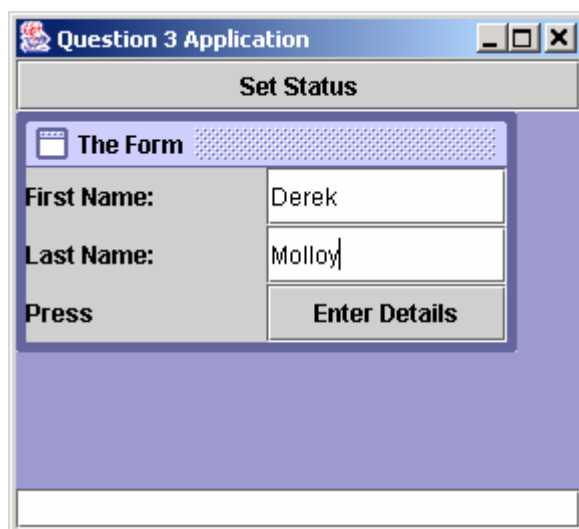 Question 3 Application
Set Status
The Form
First Name: Derek
Last Name: Molloy
Press Enter Details